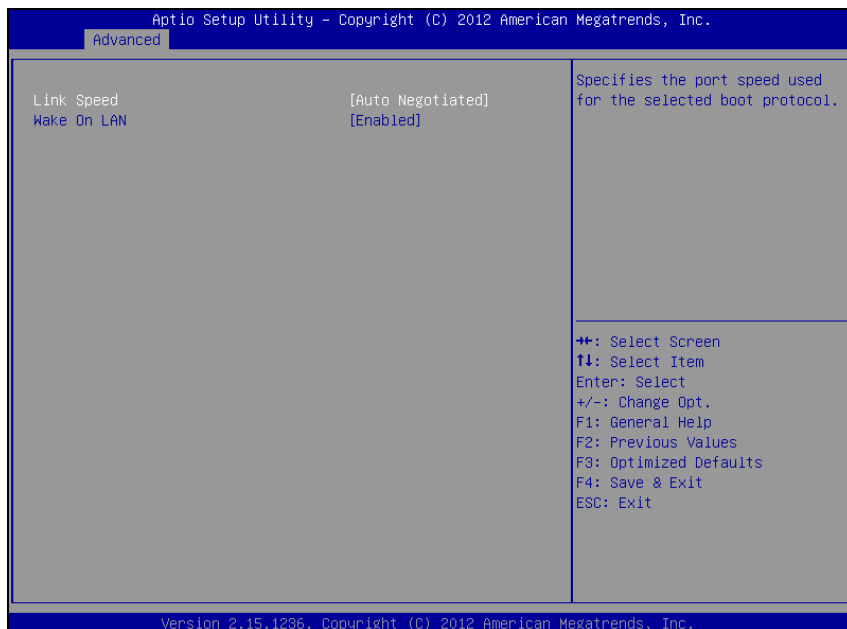 Aptio Setup Utility – Copyright (C) 2012 American Megatrends, Inc.
Advanced
Link Speed [Auto Negotiated]
Wake On LAN [Enabled]
Specifies the port speed used
for the selected boot protocol.
→←: Select Screen
↑↓: Select Item
Enter: Select
+/-: Change Opt.
F1: General Help
F2: Previous Values
F3: Optimized Defaults
F4: Save & Exit
ESC: Exit
Version 2.15.1236. Copyright (C) 2012 American Megatrends, Inc.